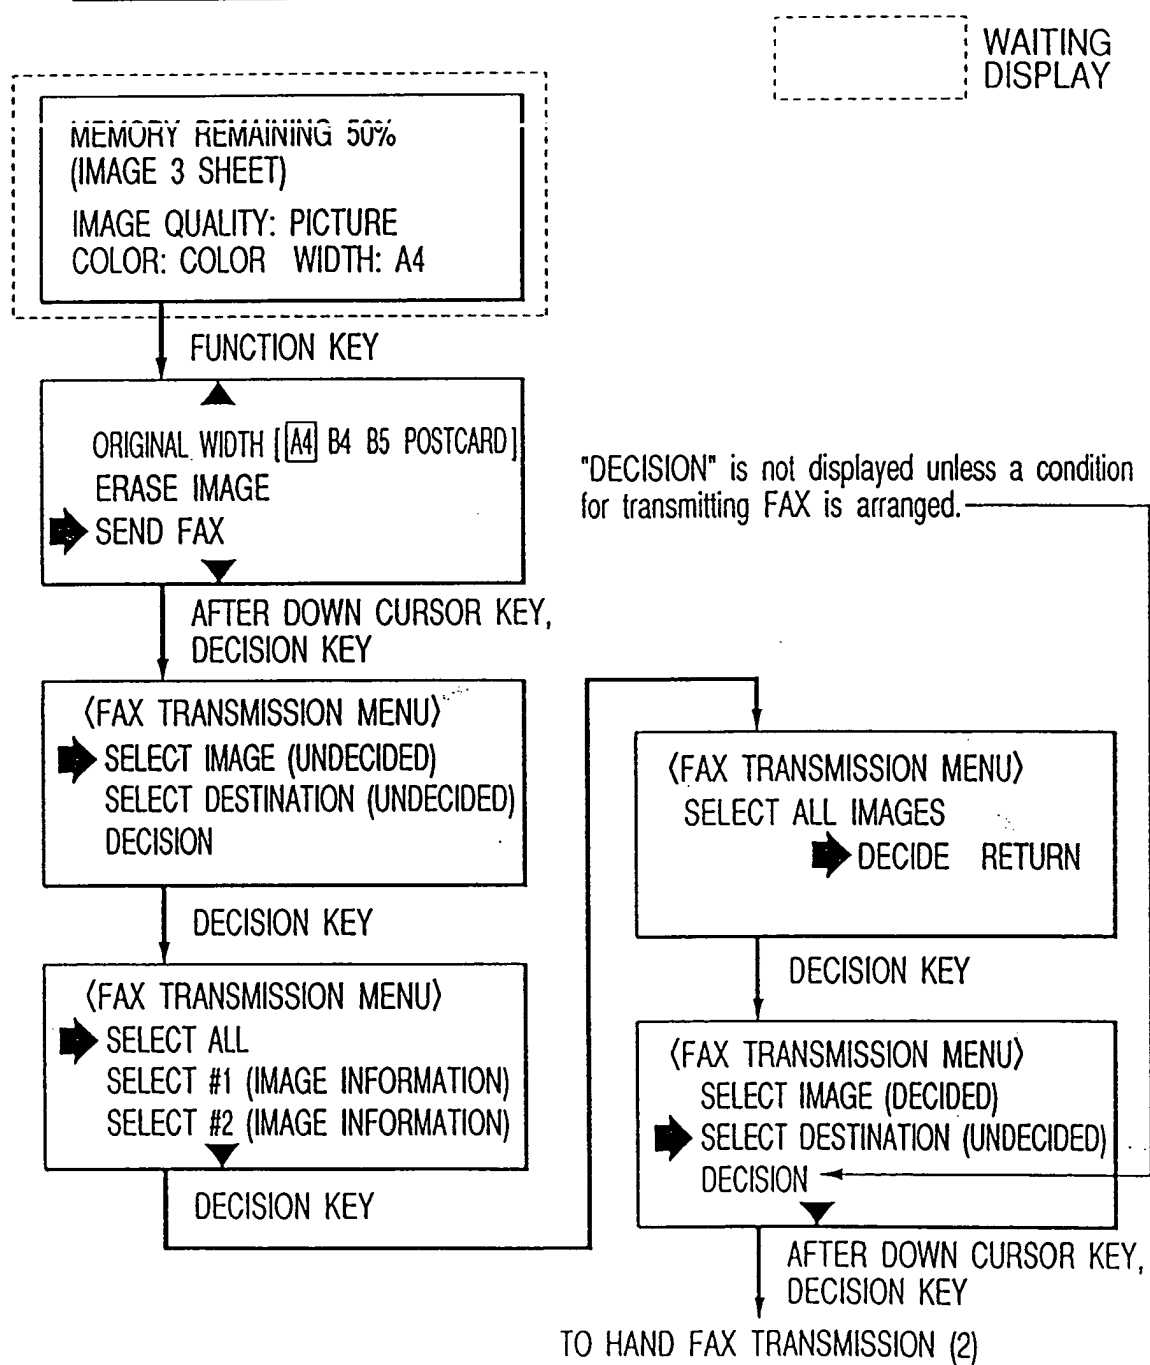 WAITING
DISPLAY
MEMORY REMAINING 50%
(IMAGE 3 SHEET)
IMAGE QUALITY: PICTURE
COLOR: COLOR WIDTH: A4
FUNCTION KEY
ORIGINAL WIDTH [A4 B4 B5 POSTCARD]
ERASE IMAGE
SEND FAX
AFTER DOWN CURSOR KEY,
DECISION KEY
〈FAX TRANSMISSION MENU〉
SELECT IMAGE (UNDECIDED)
SELECT DESTINATION (UNDECIDED)
DECISION
DECISION KEY
〈FAX TRANSMISSION MENU〉
SELECT ALL
SELECT #1 (IMAGE INFORMATION)
SELECT #2 (IMAGE INFORMATION)
DECISION KEY
"DECISION" is not displayed unless a condition
for transmitting FAX is arranged.
〈FAX TRANSMISSION MENU〉
SELECT ALL IMAGES
DECIDE RETURN
DECISION KEY
〈FAX TRANSMISSION MENU〉
SELECT IMAGE (DECIDED)
SELECT DESTINATION (UNDECIDED)
DECISION
AFTER DOWN CURSOR KEY,
DECISION KEY
TO HAND FAX TRANSMISSION (2)